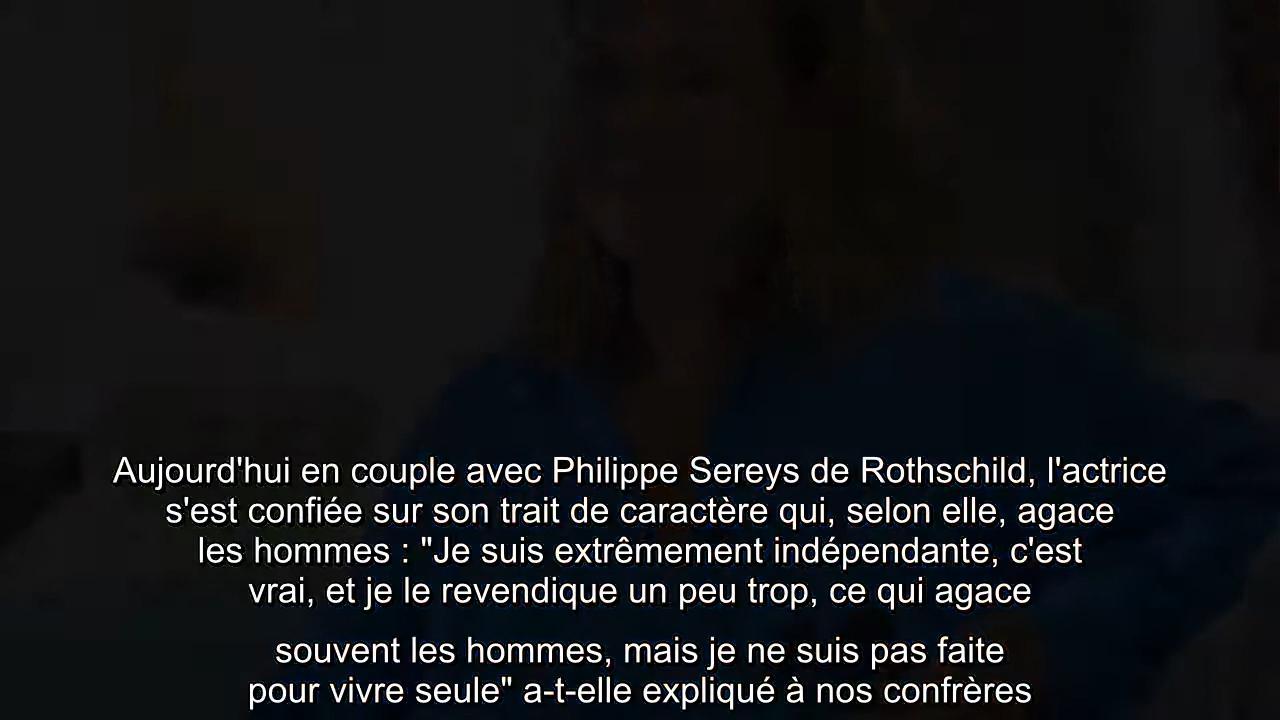 Aujourd'hui en couple avec Philippe Sereys de Rothschild, l'actrice
s'est confiée sur son trait de caractère qui, selon elle, agace
les hommes : "Je suis extrêmement indépendante, c'est
vrai, et je le revendique un peu trop, ce qui agace
souvent les hommes, mais je ne suis pas faite
pour vivre seule" a-t-elle expliqué à nos confrères